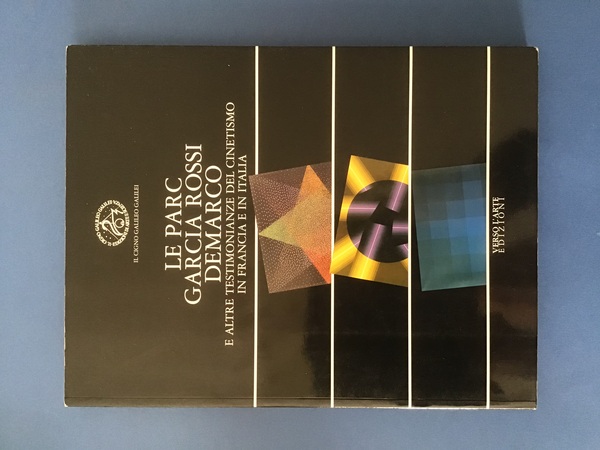 IL CIGNO GALILEO GALILEI
LE PARC
GARCIA ROSSI
DEMARCO
E ALTRE TESTIMONIANZE DEL CINETISMO
IN FRANCIA E IN ITALIA
VERSO L'ARTE
EDIZIONI